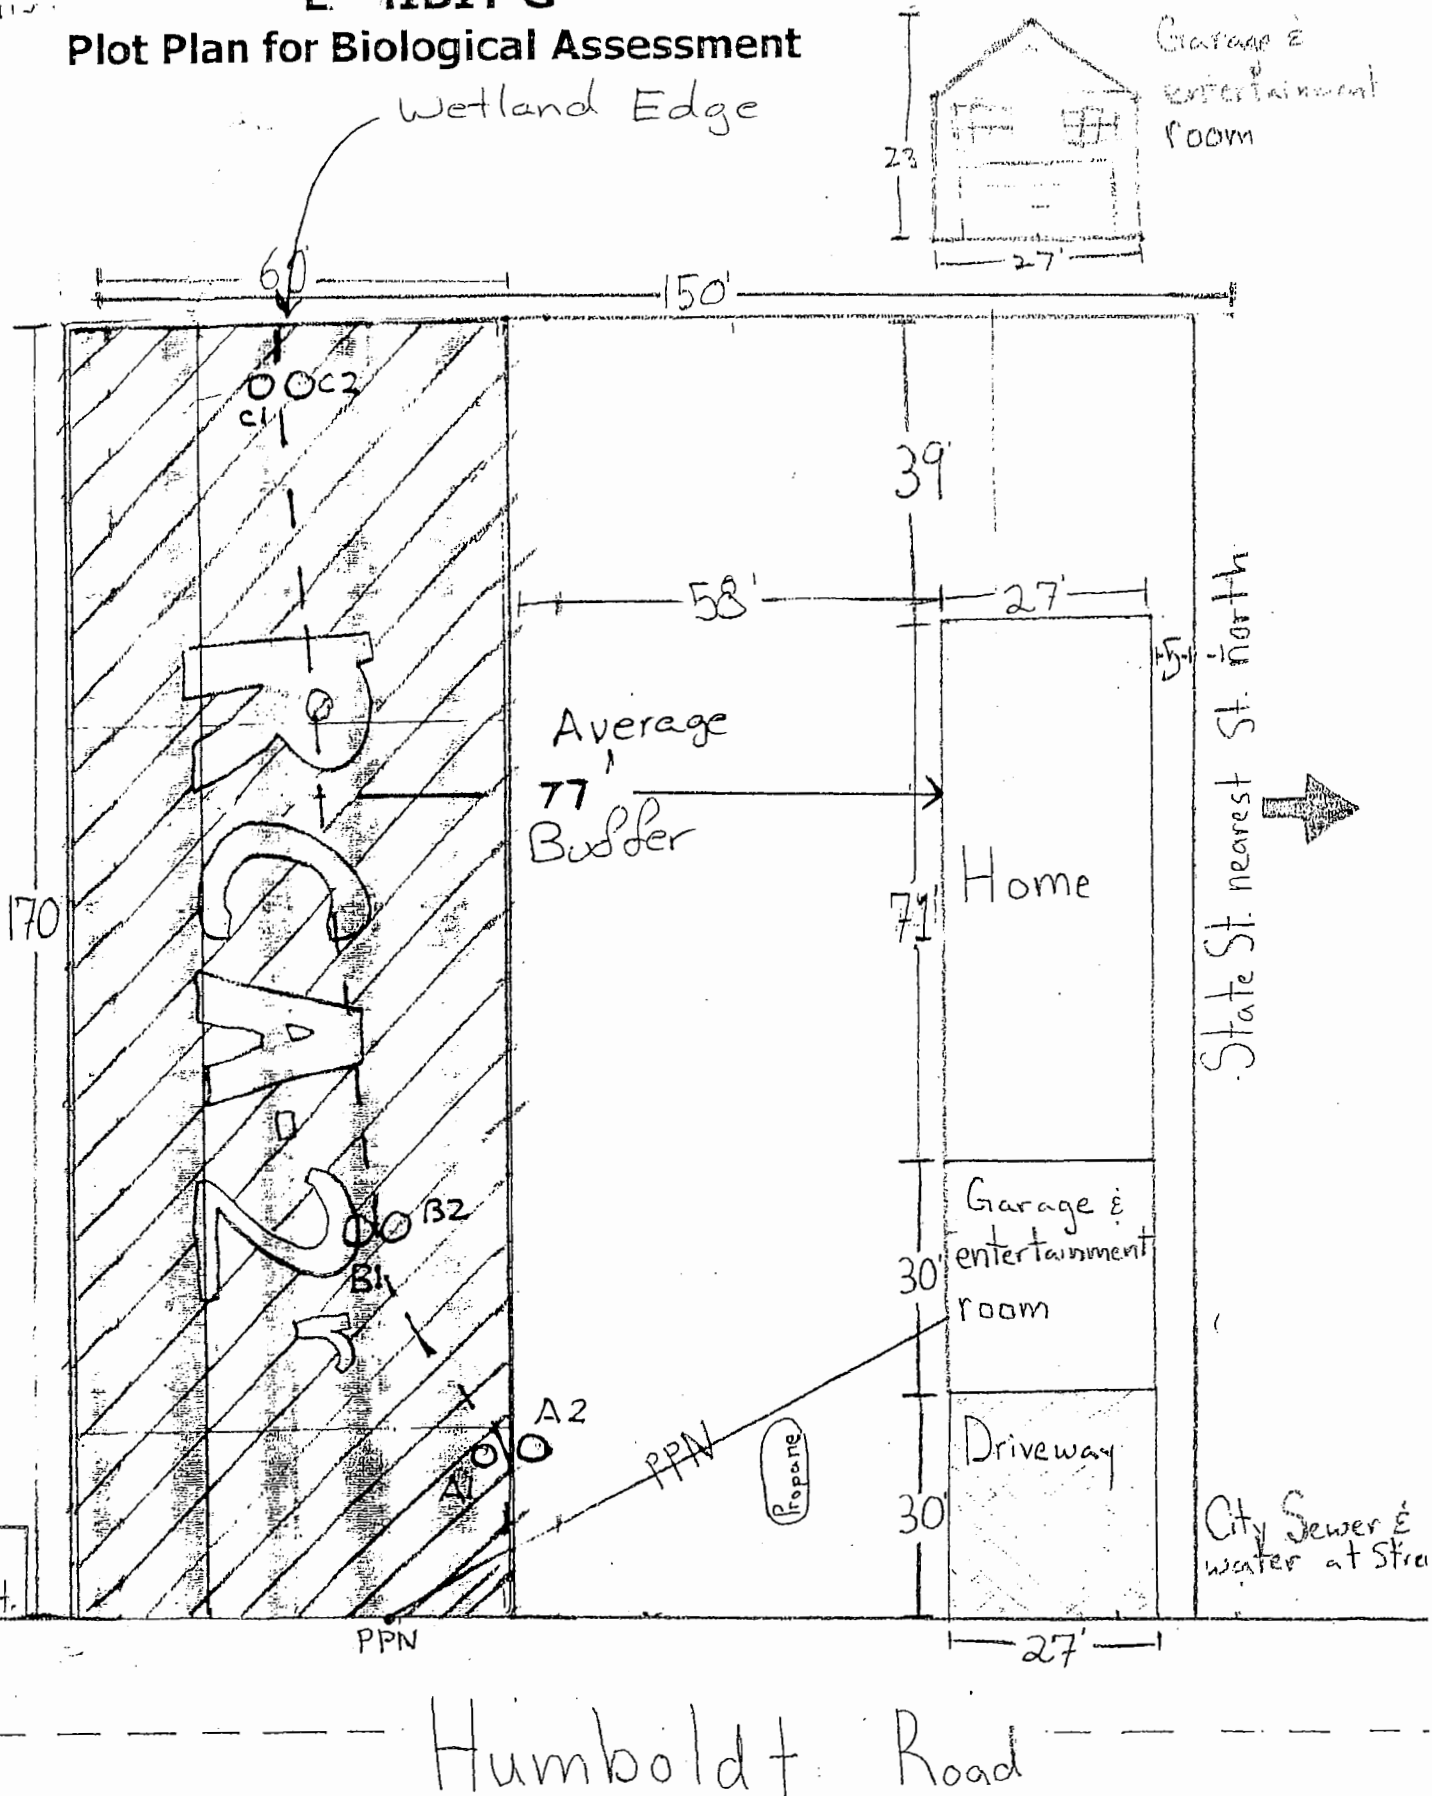 Plot Plan for Biological Assessment
Wetland Edge
Garage &
entertainment
room
23
27'
60'
150'
C1
C2
39'
58'
27'
5'
State St. nearest St. north
Average
77'
Buffer
170
71'
Home
R
C
A
2
r
B2
B1
Garage &
entertainment
room
30'
A2
A1
PPN
Propane
Driveway
30'
City Sewer &
water at
PPN
27'
Humboldt Road